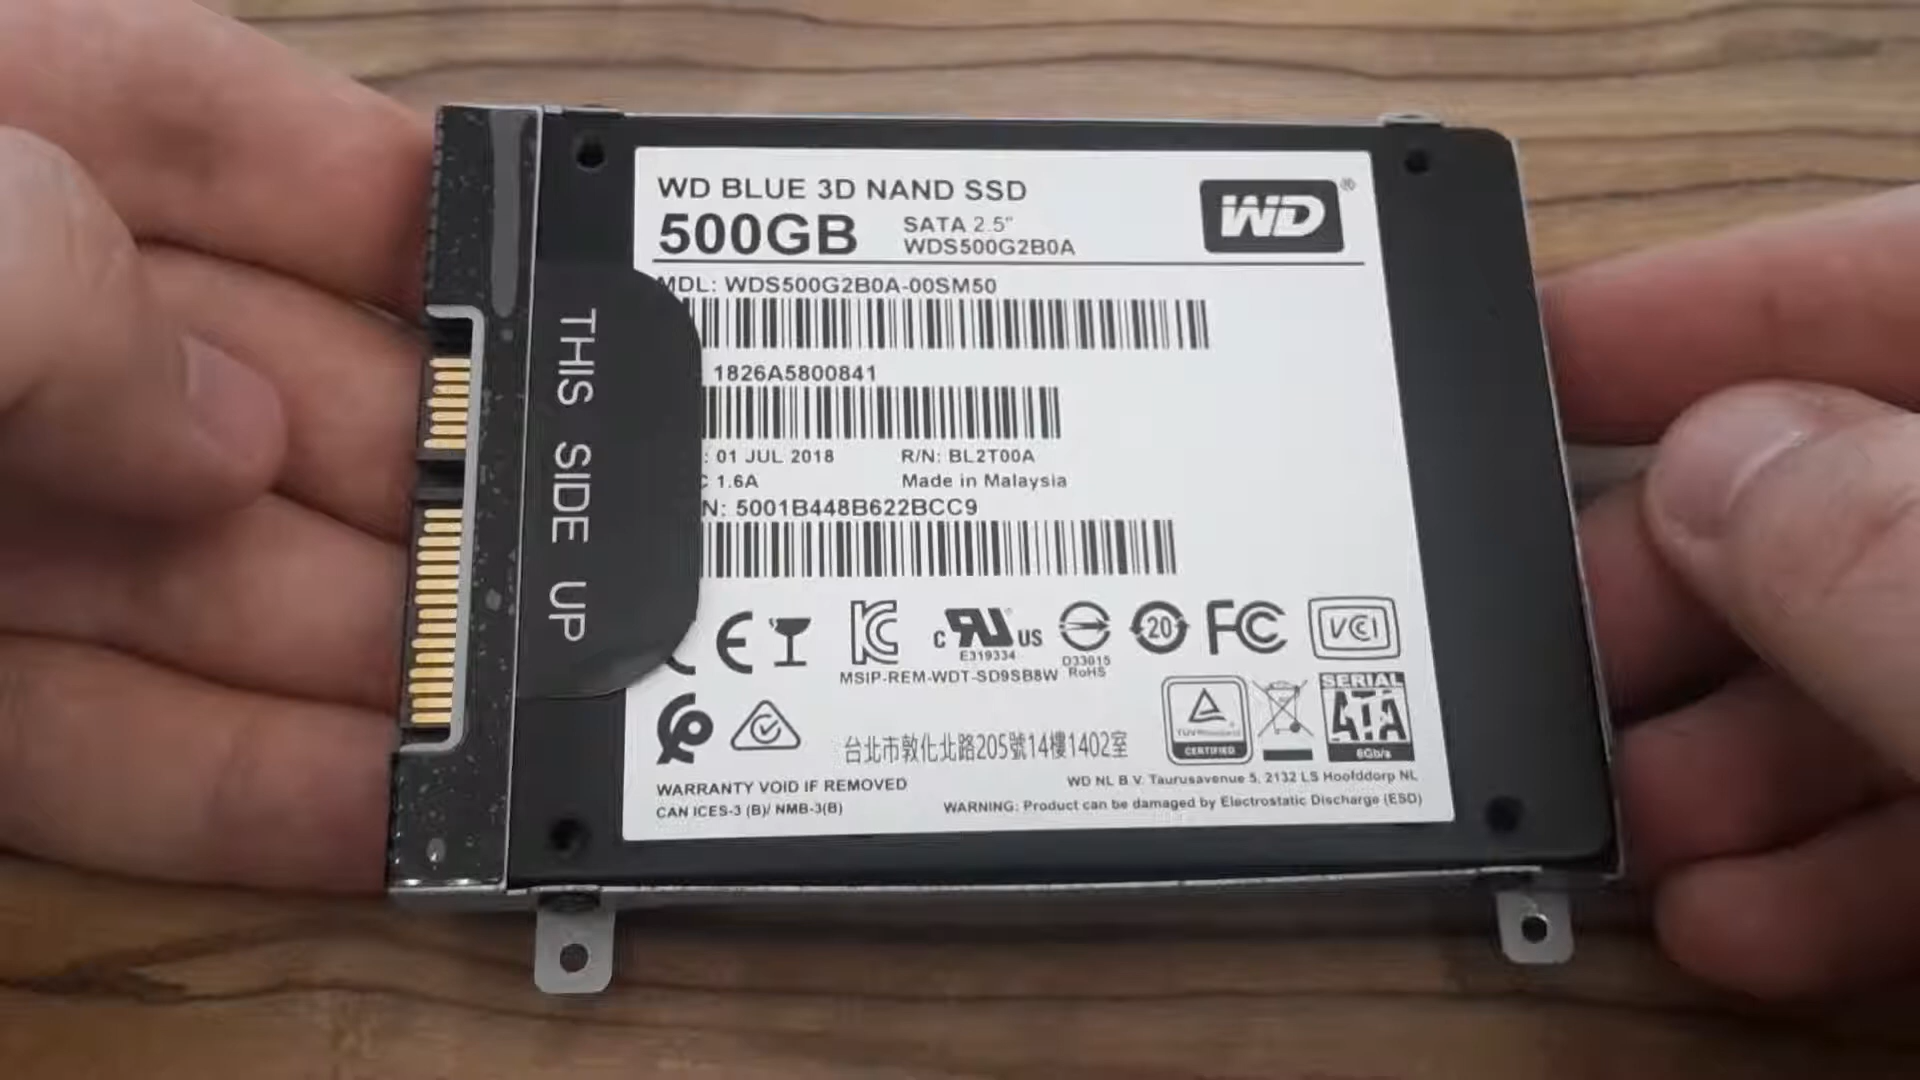 WD BLUE 3D NAND SSD
500GB
SATA 2.5"
WDS500G2B0A
WD®
MDL: WDS500G2B0A-00SM50
1826A5800841
: 01 JUL 2018
R/N: BL2T00A
C 1.6A
Made in Malaysia
N: 5001B448B622BCC9
THIS SIDE UP
CE
c RU US
E319334
D33015
RoHS
20
FC
VCI
MSIP-REM-WDT-SD9SB8W
台北市敦化北路205號14樓1402室
TUVRheinland
CERTIFIED
SERIAL
ATA
6Gb/s
WARRANTY VOID IF REMOVED
WD NL B.V. Taurusavenue 5, 2132 LS Hoofddorp NL
CAN ICES-3 (B)/ NMB-3(B)
WARNING: Product can be damaged by Electrostatic Discharge (ESD)